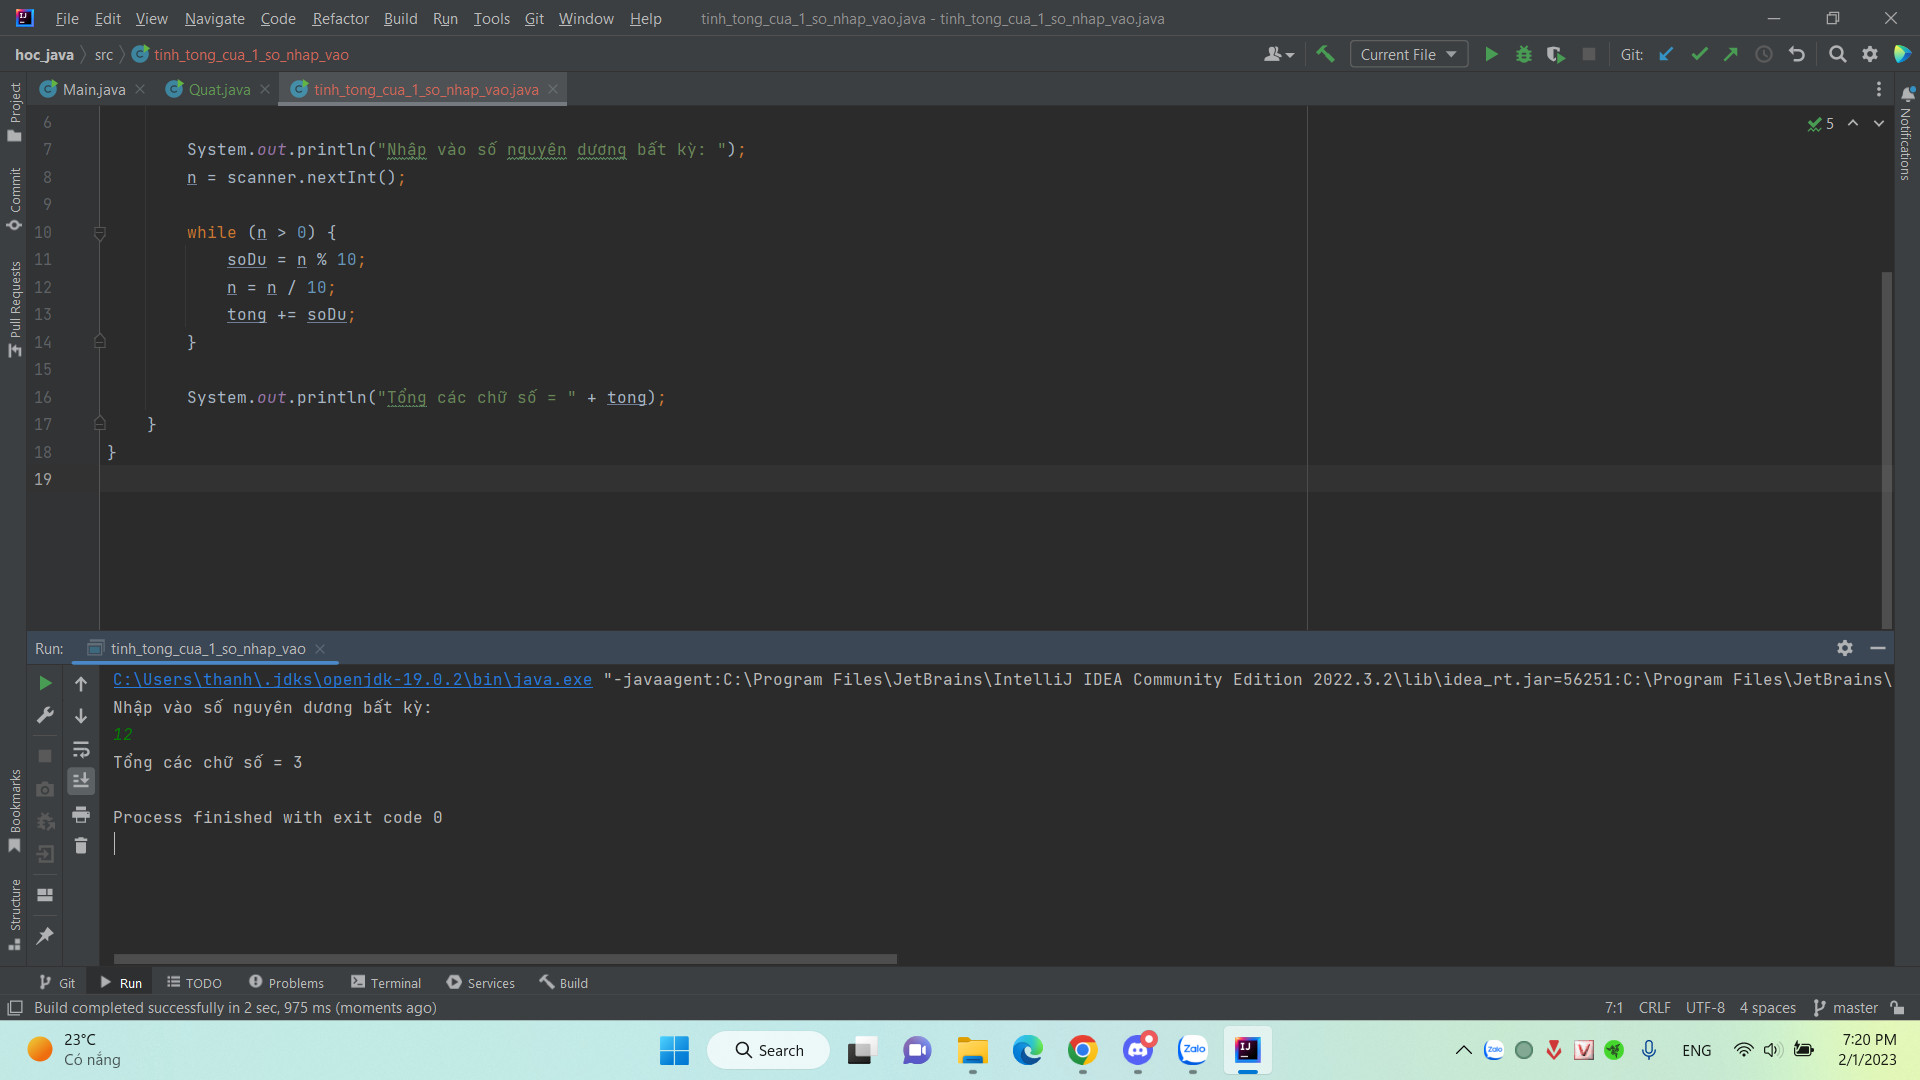 File Edit View Navigate Code Refactor Build Run Tools Git Window Help tinh_tong_cua_1_so_nhap_vao.java - tinh_tong_cua_1_so_nhap_vao.java
hoc_java src tinh_tong_cua_1_so_nhap_vao Current File Git:
Main.java Quat.java tinh_tong_cua_1_so_nhap_vao.java
Project
Commit
Pull Requests
Bookmarks
Structure
Notifications
5
6
7 System.out.println("Nhập vào số nguyên dương bất kỳ: ");
8 n = scanner.nextInt();
9
10 while (n > 0) {
11 soDu = n % 10;
12 n = n / 10;
13 tong += soDu;
14 }
15
16 System.out.println("Tổng các chữ số = " + tong);
17 }
18 }
19
Run: tinh_tong_cua_1_so_nhap_vao
C:\Users\thanh\.jdks\openjdk-19.0.2\bin\java.exe "-javaagent:C:\Program Files\JetBrains\IntelliJ IDEA Community Edition 2022.3.2\lib\idea_rt.jar=56251:C:\Program Files\JetBrains\
Nhập vào số nguyên dương bất kỳ:
12
Tổng các chữ số = 3
Process finished with exit code 0
Git Run TODO Problems Terminal Services Build
Build completed successfully in 2 sec, 975 ms (moments ago) 7:1 CRLF UTF-8 4 spaces master
23°C
Có nắng
Search
Zalo
ENG
7:20 PM
2/1/2023